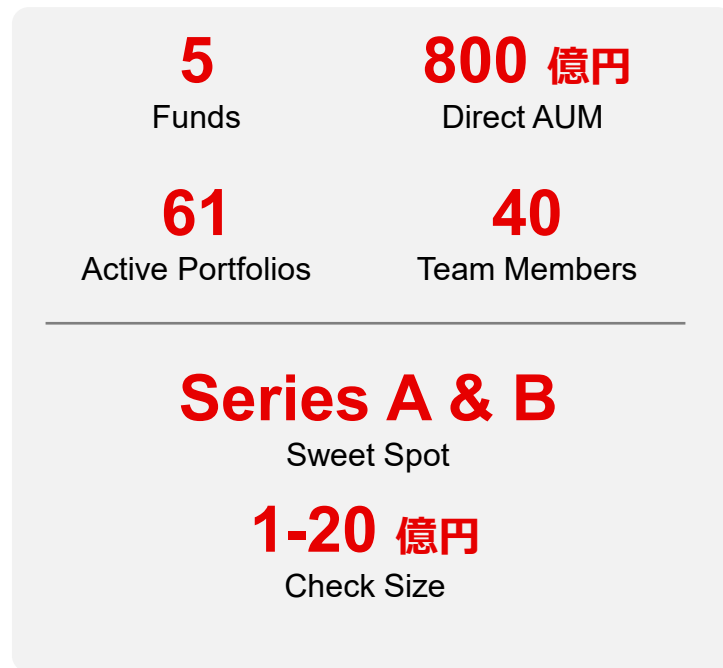 5
800 億円
Funds
Direct AUM
61
40
Active Portfolios
Team Members
Series A & B
Sweet Spot
1-20 億円
Check Size